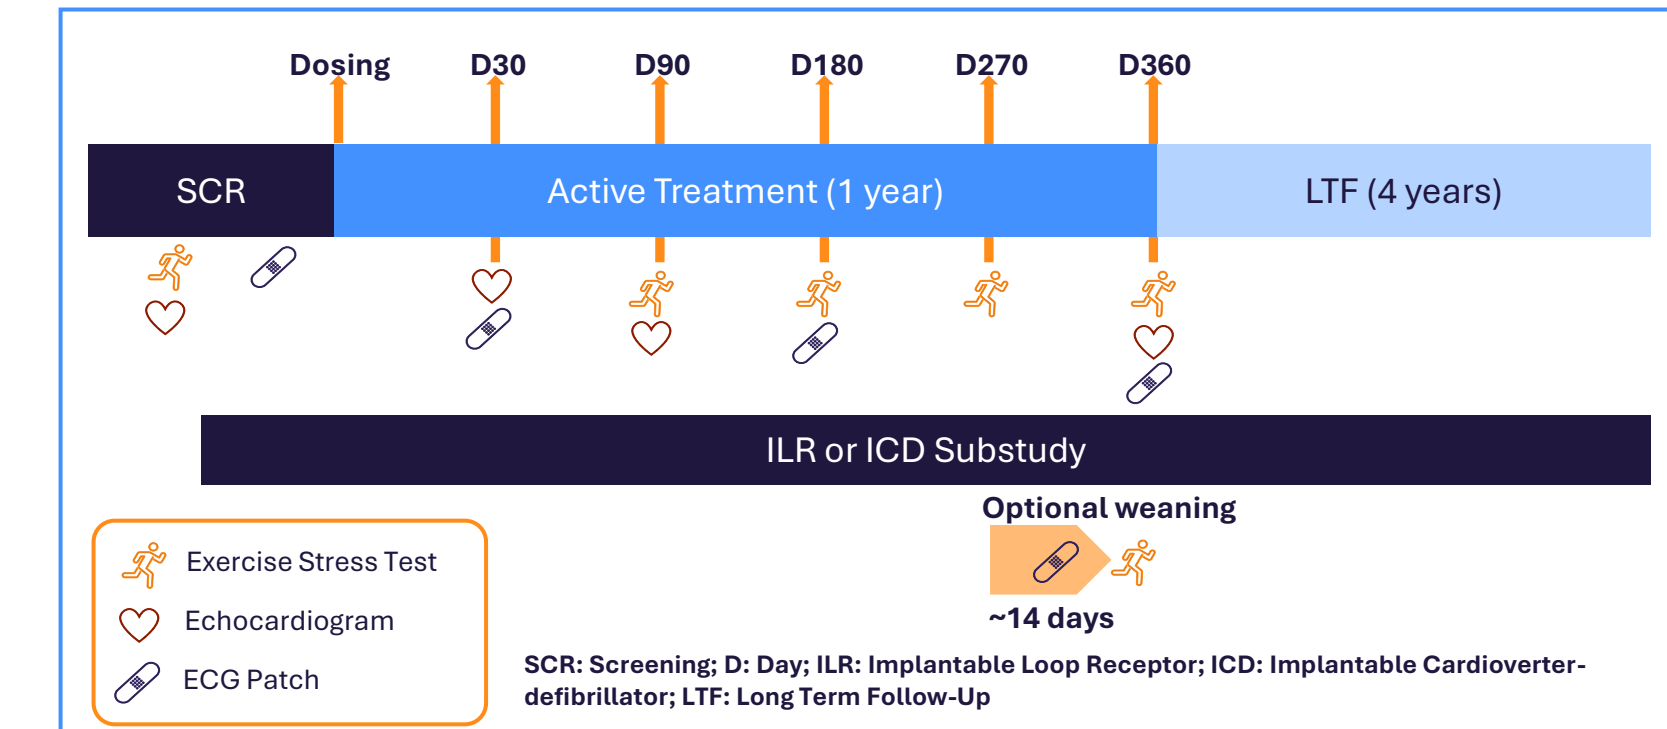 Dosing
D30
D90
D180
D270
D360
SCR
Active Treatment (1 year)
LTF (4 years)
ILR or ICD Substudy
Optional weaning
~14 days
Exercise Stress Test
Echocardiogram
ECG Patch
SCR: Screening; D: Day; ILR: Implantable Loop Receptor; ICD: Implantable Cardioverter-
defibrillator; LTF: Long Term Follow-Up